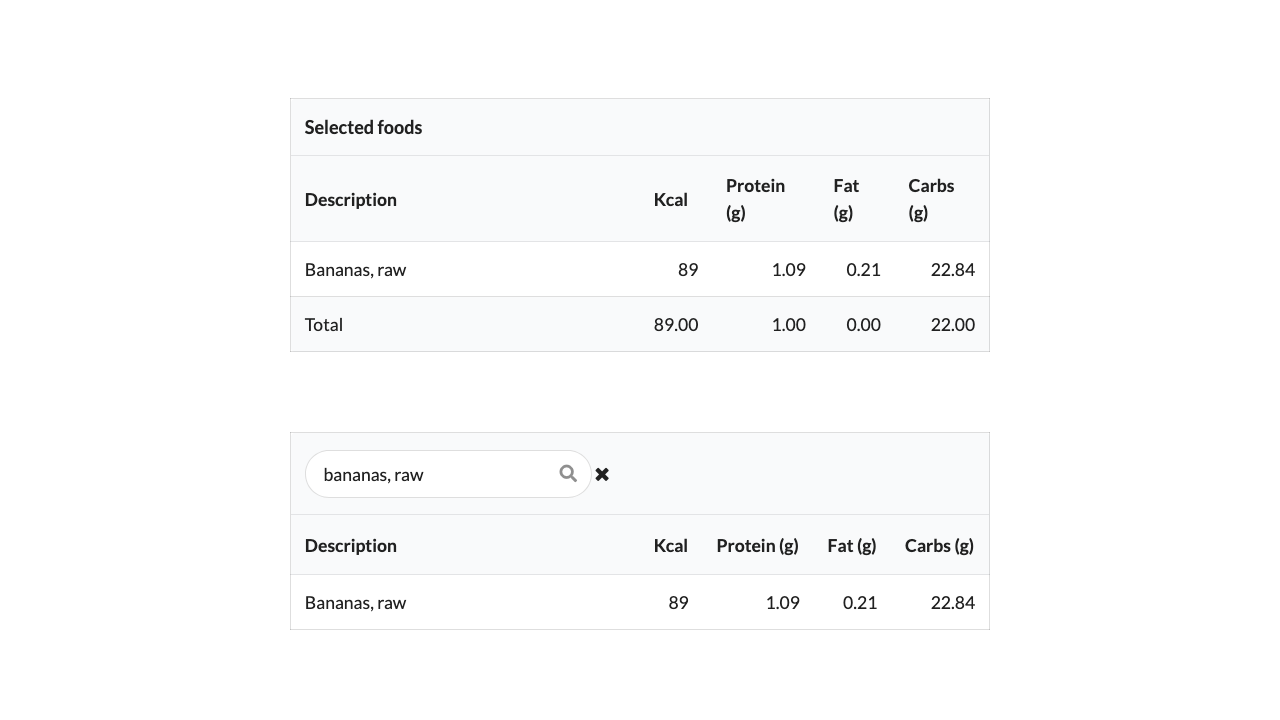 Selected foods
Description Kcal Protein (g) Fat (g) Carbs (g)
Bananas, raw 89 1.09 0.21 22.84
Total 89.00 1.00 0.00 22.00
bananas, raw
Description Kcal Protein (g) Fat (g) Carbs (g)
Bananas, raw 89 1.09 0.21 22.84